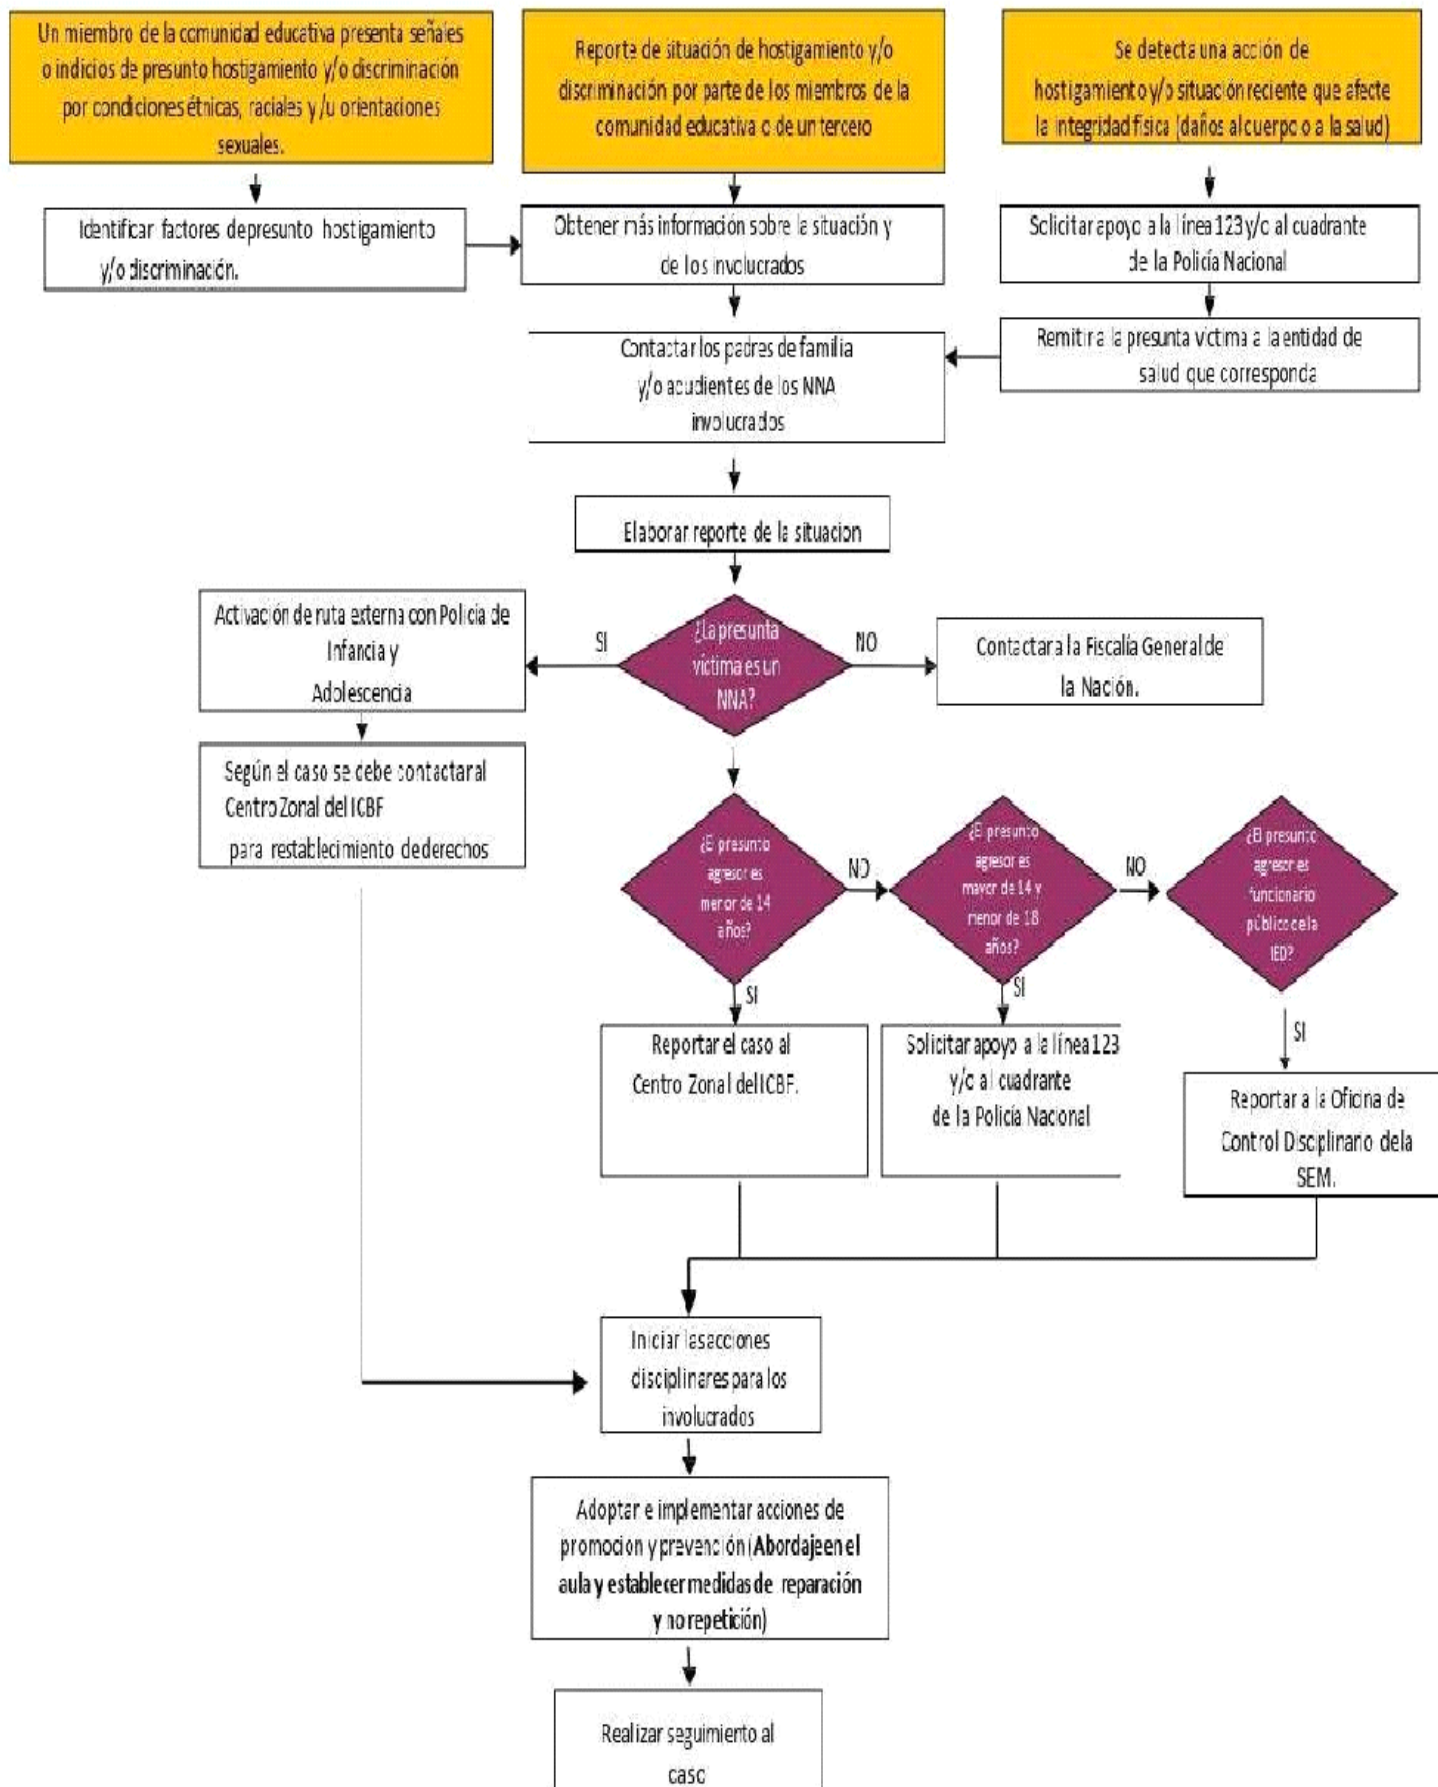 Un miembro de la comunidad educativa presenta señales
o indicios de presunto hostigamiento y/o discriminación
por condiciones étnicas, raciales y /u orientaciones
sexuales.
Reporte de situación de hostigamiento y/o
discriminación por parte de los miembros de la
comunidad educativa o de un tercero
Se detecta una acción de
hostigamiento y/o situación reciente que afecte
la integridad física (daños al cuerpo o a la salud)
Identificar factores de presunto hostigamiento
y/o discriminación.
Obtener más información sobre la situación y
de los involucrados
Solicitar apoyo a la línea 123 y/o al cuadrante
de la Policía Nacional
Contactar los padres de familia
y/o acudientes de los NNA
involucrados
Remitir a la presunta víctima a la entidad de
salud que corresponda
Elaborar reporte de la situacion
Activación de ruta externa con Policía de
Infancia y
Adolescencia
SI
¿La presunta
víctima es un
NNA?
NO
Contactar a la Fiscalía General de
la Nación.
Según el caso se debe contactar al
Centro Zonal del ICBF
para restablecimiento de derechos
¿El presunto
agresor es
menor de 14
años?
NO
¿El presunto
agresor es
mayor de 14 y
menor de 18
años?
NO
¿El presunto
agresor es
funcionario
público de la
IED?
SI
SI
SI
Reportar el caso al
Centro Zonal del ICBF.
Solicitar apoyo a la línea 123
y/o al cuadrante
de la Policía Nacional
Reportar a la Oficina de
Control Disciplinario de la
SEM.
Iniciar las acciones
disciplinares para los
involucrados
Adoptar e implementar acciones de
promocion y prevención (Abordaje en el
aula y establecer medidas de reparación
y no repetición)
Realizar seguimiento al
caso